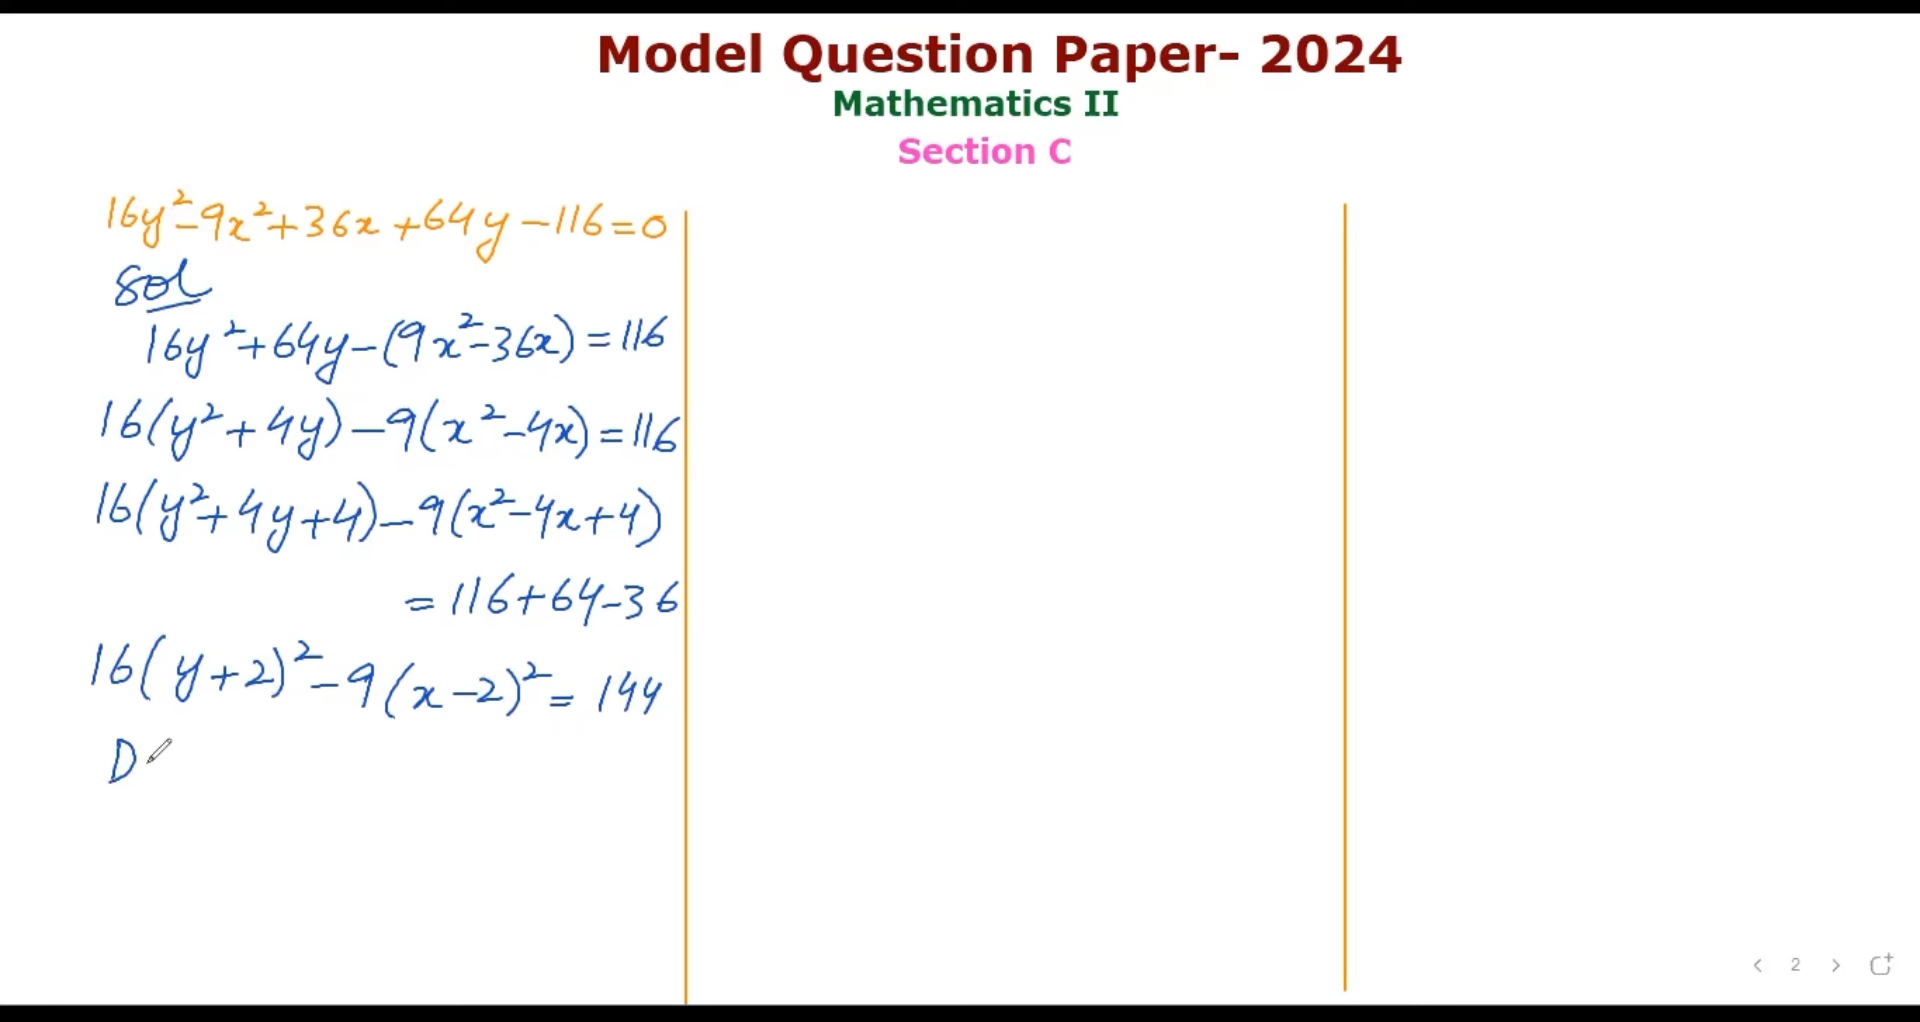 Model Question Paper- 2024
Mathematics II
Section C
16y²-9x²+36x+64y-116=0
Sol
16y²+64y-(9x²-36x)=116
16(y²+4y)-9(x²-4x)=116
16(y²+4y+4)-9(x²-4x+4)
=116+64-36
16(y+2)²-9(x-2)²=144
D
2